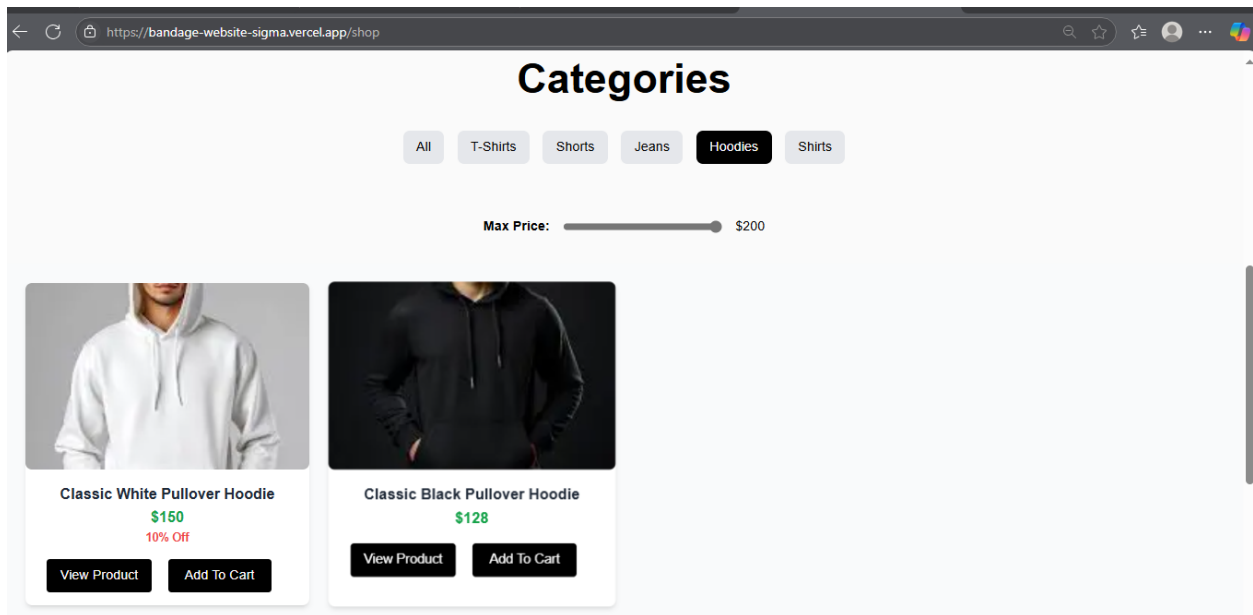 https://bandage-website-sigma.vercel.app/shop
Categories
All T-Shirts Shorts Jeans Hoodies Shirts
Max Price: $200
Classic White Pullover Hoodie
$150
10% Off
View Product Add To Cart
Classic Black Pullover Hoodie
$128
View Product Add To Cart